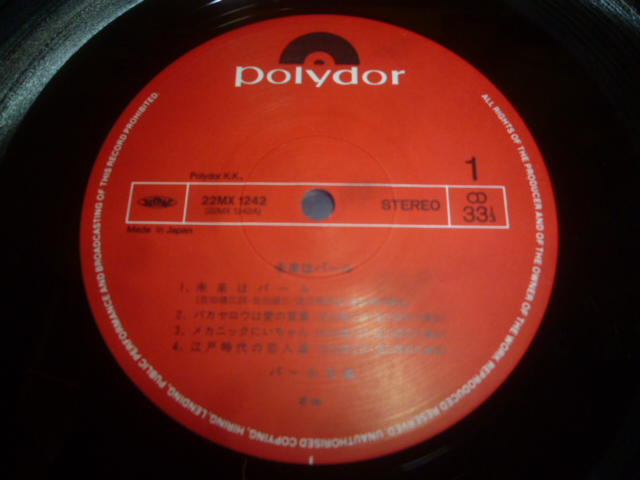 polydor
ALL RIGHTS OF THE PRODUCER AND OF THE OWNER OF THE WORK REPRODUCED RESERVED. UNAUTHORISED COPYING, HIRING, LENDING, PUBLIC PERFORMANCE AND BROADCASTING OF THIS RECORD PROHIBITED.
Polydor K.K.,
1
22MX 1242
(22MX 1242A)
STEREO
33⅓
Made in Japan
未来はパール
1. 未来はパール
2. バカヤロウは愛の言葉
3. メカニックにいちゃん
4. 江戸時代の恋人達
パール兄弟